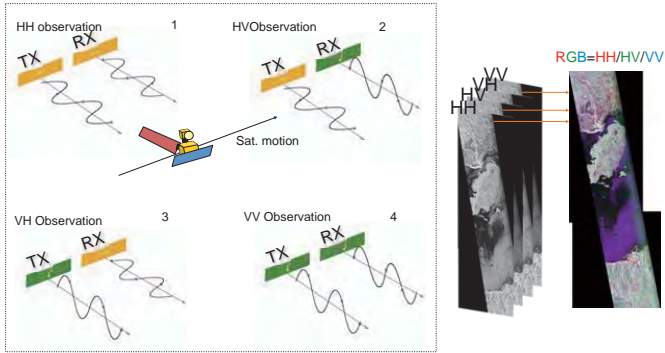 HH observation 1
TX RX
HVObservation 2
TX RX
Sat. motion
VH Observation 3
TX RX
VV Observation 4
TX RX
HH HV VH VV
RGB=HH/HV/VV